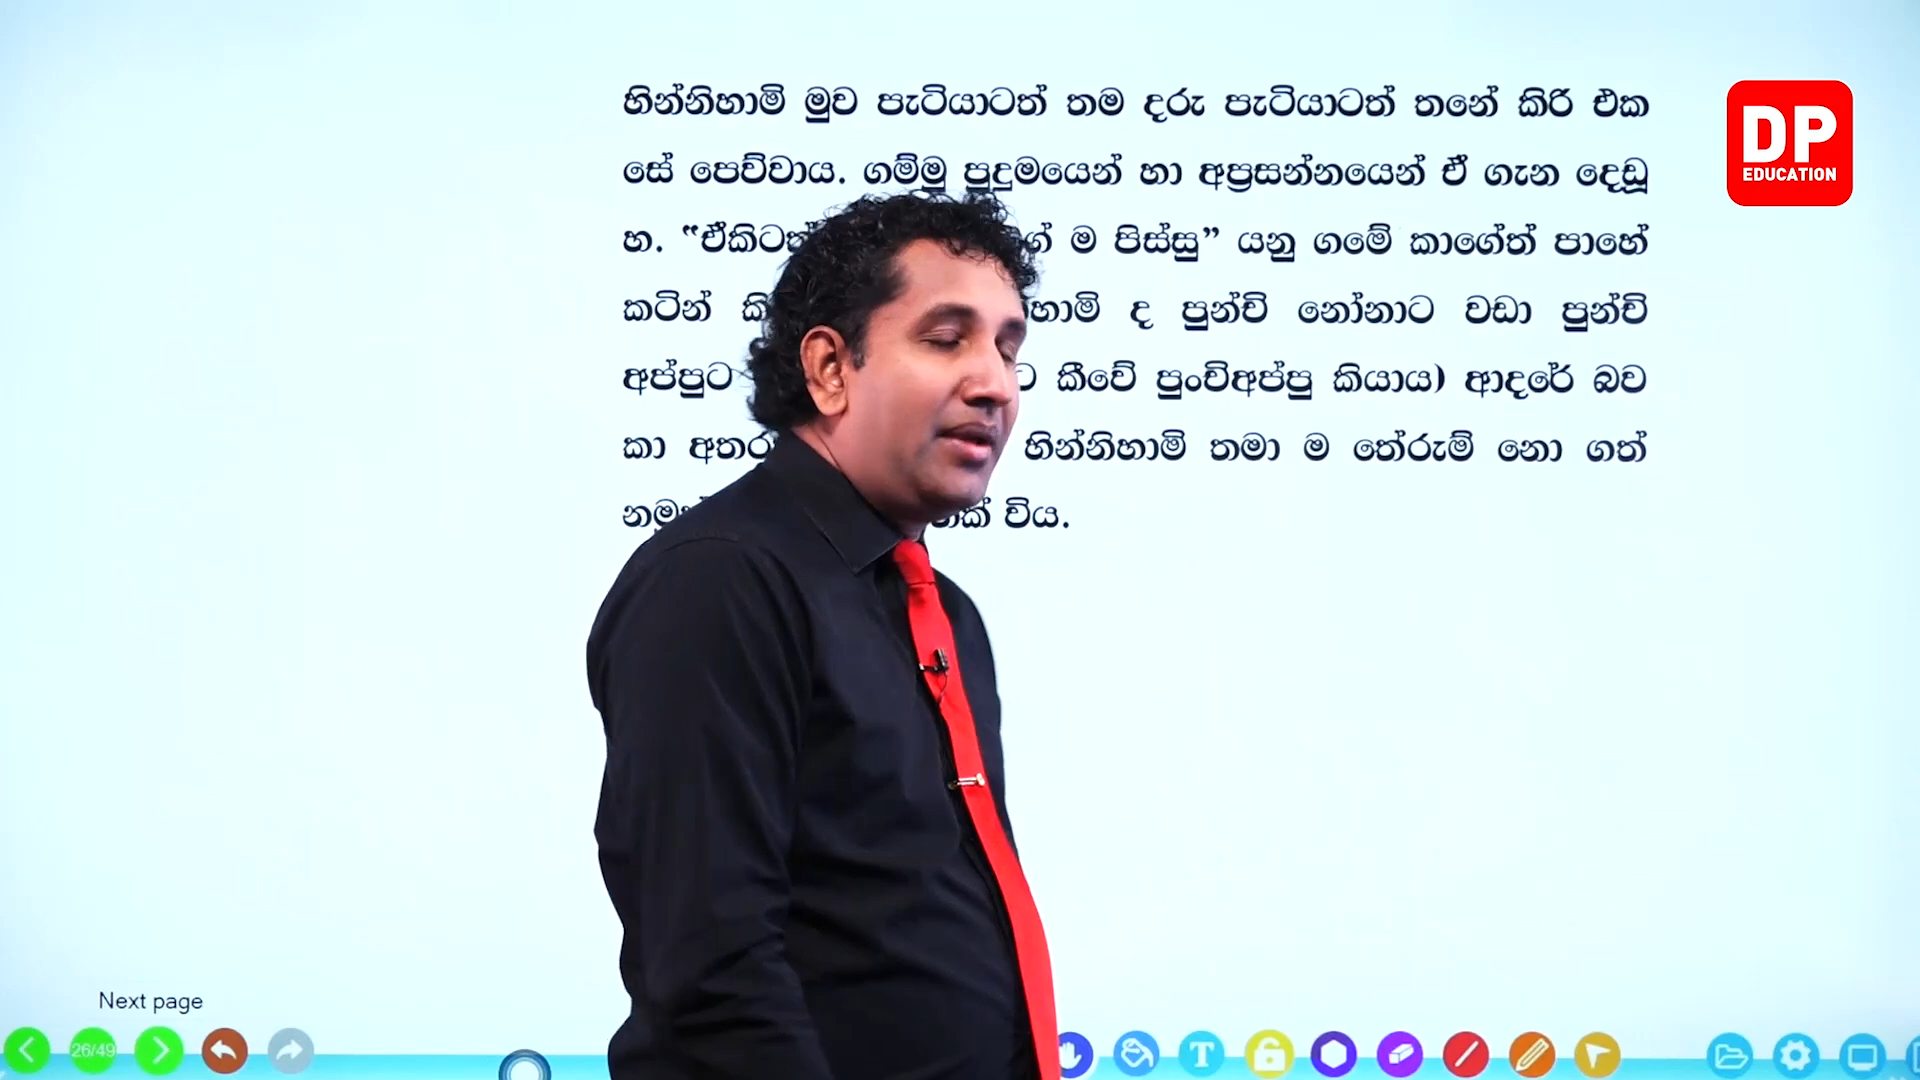 හින්නිහාමි මුව පැටියාටත් තම දරු පැටියාටත් තනේ කිරි එක
සේ පෙව්වාය. ගම්මු පුදුමයෙන් හා අප්‍රසන්නයෙන් ඒ ගැන දෙඩූ
හ. “ඒකිටත් ම පිස්සු” යනු ගමේ කාගේත් පාහේ
කටින් ද පුන්චි නෝනාට වඩා පුන්චි
අප්පුට කීවේ පුංචිඅප්පු කියාය) ආදරේ බව
කා අතර හින්නිහාමි තමා ම තේරුම් නො ගත්
විය.
DP
EDUCATION
Next page
26/49
T